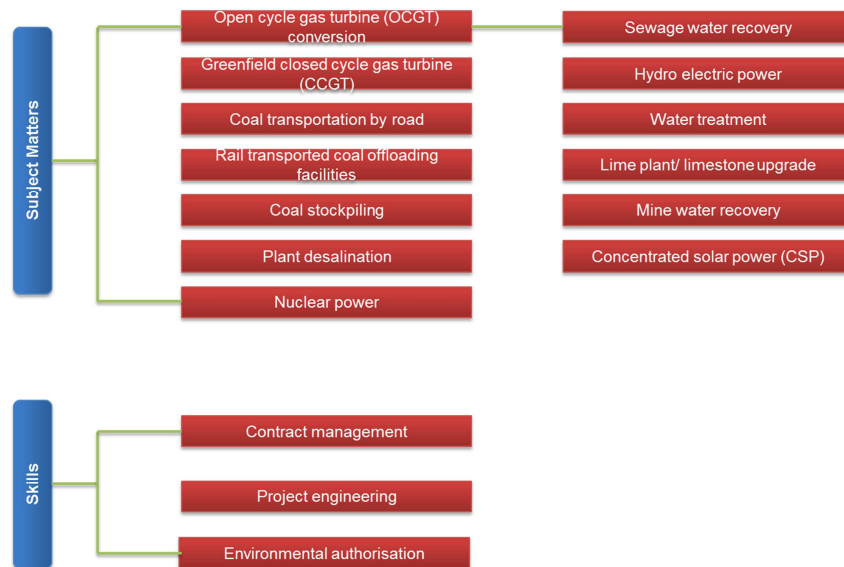 Subject Matters
Open cycle gas turbine (OCGT)
conversion
Greenfield closed cycle gas turbine
(CCGT)
Coal transportation by road
Rail transported coal offloading
facilities
Coal stockpiling
Plant desalination
Nuclear power
Sewage water recovery
Hydro electric power
Water treatment
Lime plant/ limestone upgrade
Mine water recovery
Concentrated solar power (CSP)
Skills
Contract management
Project engineering
Environmental authorisation